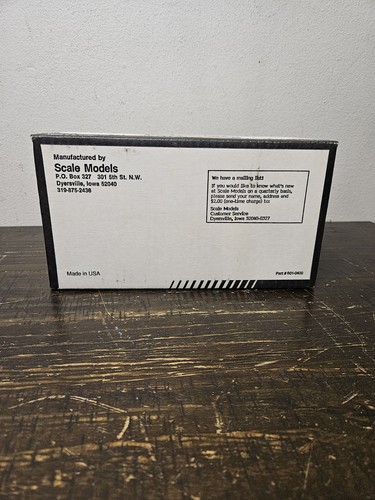 Manufactured by
Scale Models
P.O. Box 327 301 5th St. N.W.
Dyersville, Iowa 52040
319-875-2436
We have a mailing list!
If you would like to know what's new
at Scale Models on a quarterly basis,
please send your name, address and
$2.00 (one-time charge) to:
Scale Models
Customer Service
Dyersville, Iowa 52040-0327
Made in USA
Part #